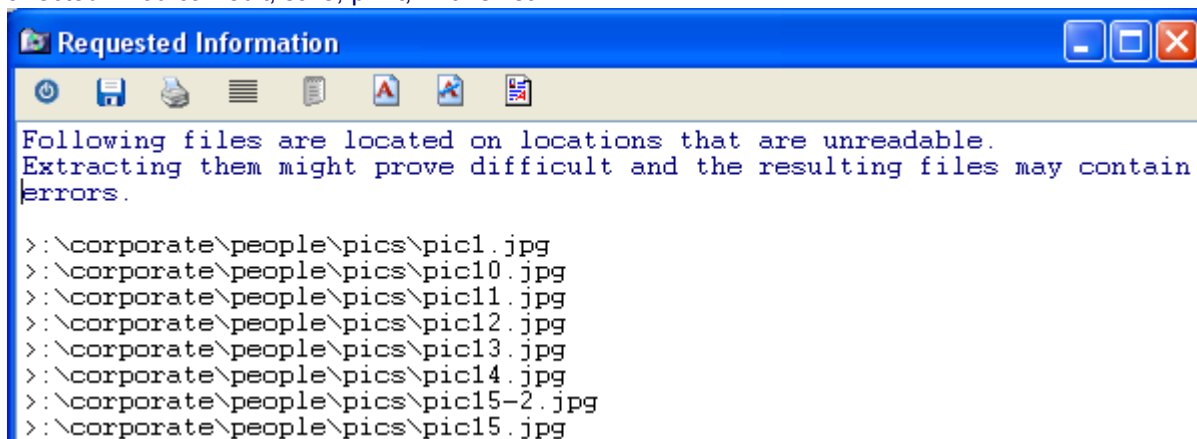 Requested Information
Following files are located on locations that are unreadable.
Extracting them might prove difficult and the resulting files may contain
errors.
>:\corporate\people\pics\pic1.jpg
>:\corporate\people\pics\pic10.jpg
>:\corporate\people\pics\pic11.jpg
>:\corporate\people\pics\pic12.jpg
>:\corporate\people\pics\pic13.jpg
>:\corporate\people\pics\pic14.jpg
>:\corporate\people\pics\pic15-2.jpg
>:\corporate\people\pics\pic15.jpg